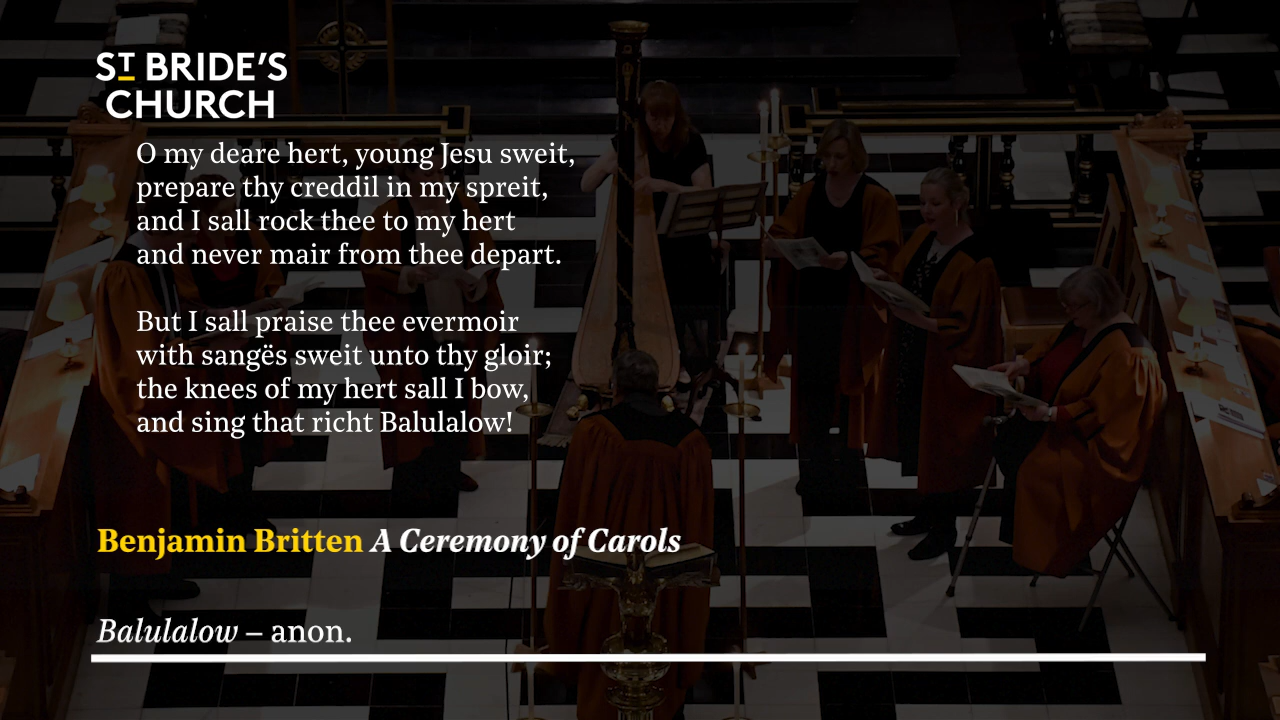 ST BRIDE'S
CHURCH
O my deare hert, young Jesu sweit,
prepare thy creddil in my spreit,
and I sall rock thee to my hert
and never mair from thee depart.
But I sall praise thee evermoir
with sangës sweit unto thy gloir;
the knees of my hert sall I bow,
and sing that richt Balulalow!
Benjamin Britten A Ceremony of Carols
Balulalow – anon.